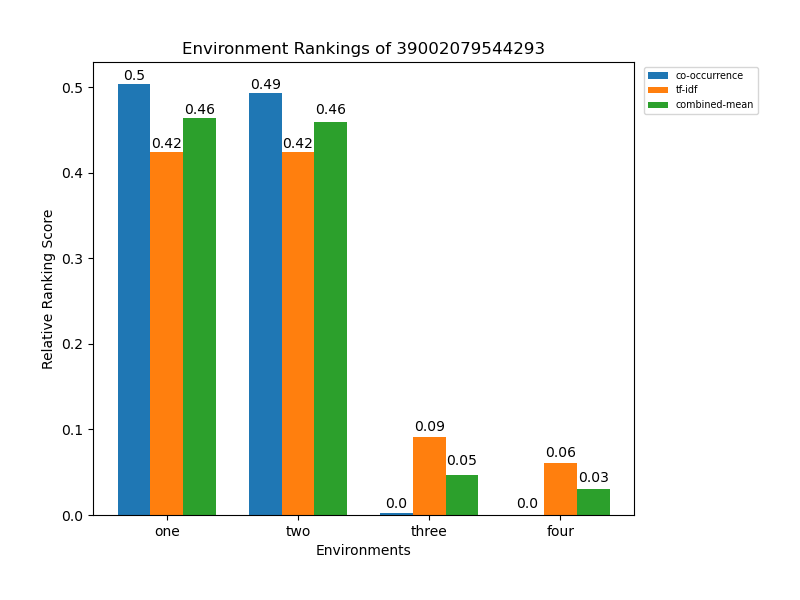 Environment Rankings of 39002079544293
co-occurrence
tf-idf
combined-mean
Relative Ranking Score
0.5
0.4
0.3
0.2
0.1
0.0
0.5
0.42
0.46
0.49
0.42
0.46
0.0
0.09
0.05
0.0
0.06
0.03
one
two
three
four
Environments